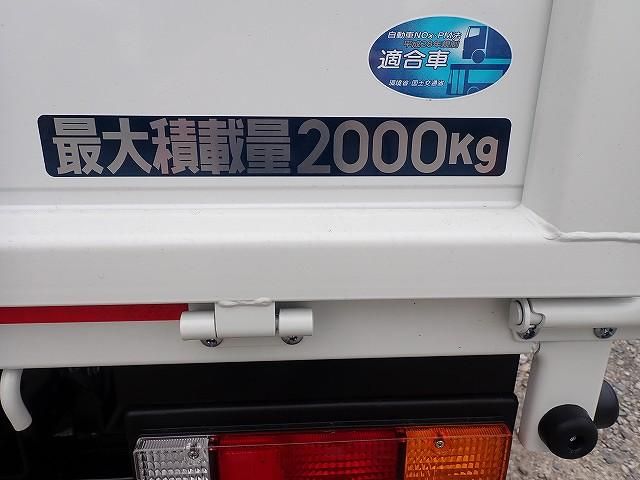 自動車NOx・PM法
適合車
環境省・国土交通省
最大積載量2000Kg